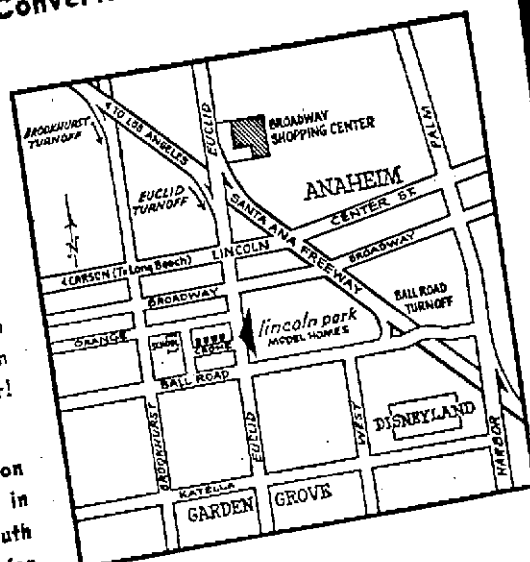 Conver
BROOKHURST
TURNOFF
TO LOS ANGELES
EUCLID
BROADWAY
SHOPPING CENTER
PALM
EUCLID
TURNOFF
ANAHEIM
CENTER ST.
SANTA ANA FREEWAY
LINCOLN
CARSON (To Long Beach)
BROADWAY
BROADWAY
BALL ROAD
TURNOFF
ORANGE
SCHOOL
CROWE
lincoln park
MODEL HOMES
BALL ROAD
BROOKHURST
EUCLID
WEST
DISNEYLAND
HARBOR
KATELLA
GARDEN GROVE
on
in
uth